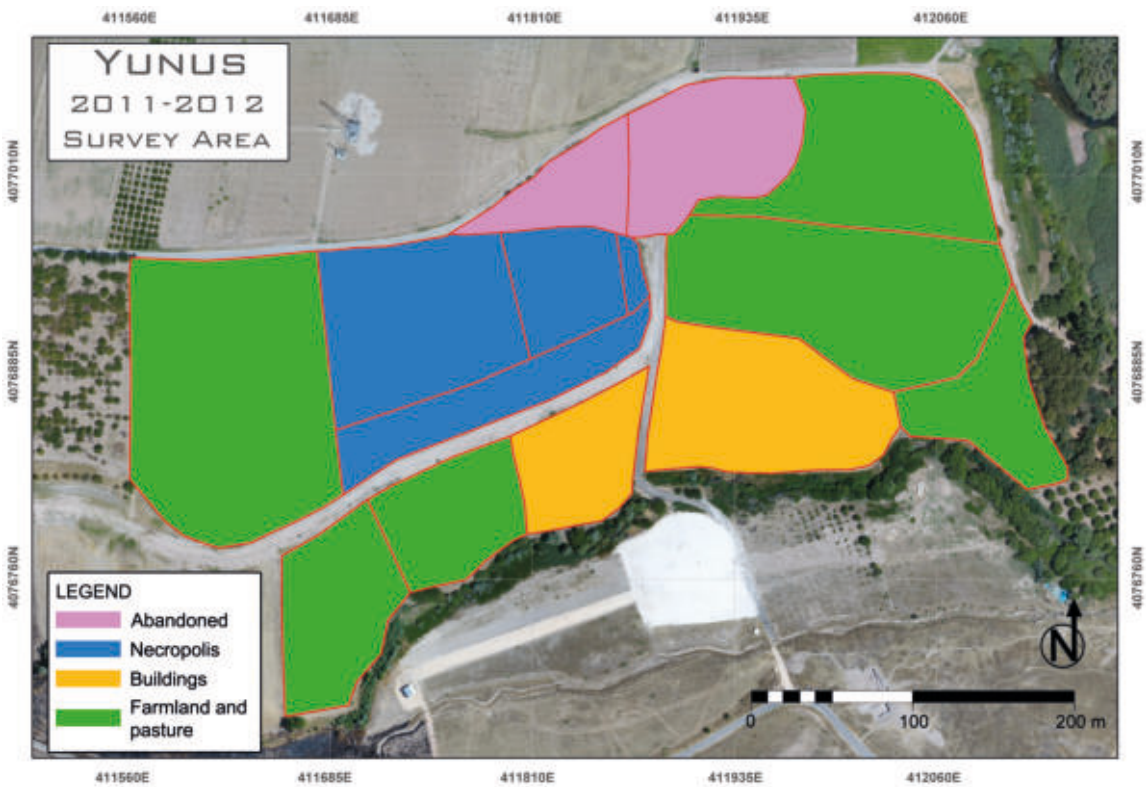 411560E 411685E 411810E 411935E 412060E
YUNUS
2011-2012
SURVEY AREA
4077010N
4077010N
4076885N
4076885N
4076760N
4076760N
LEGEND
Abandoned
Necropolis
Buildings
Farmland and
pasture
N
0 100 200 m
411560E 411685E 411810E 411935E 412060E